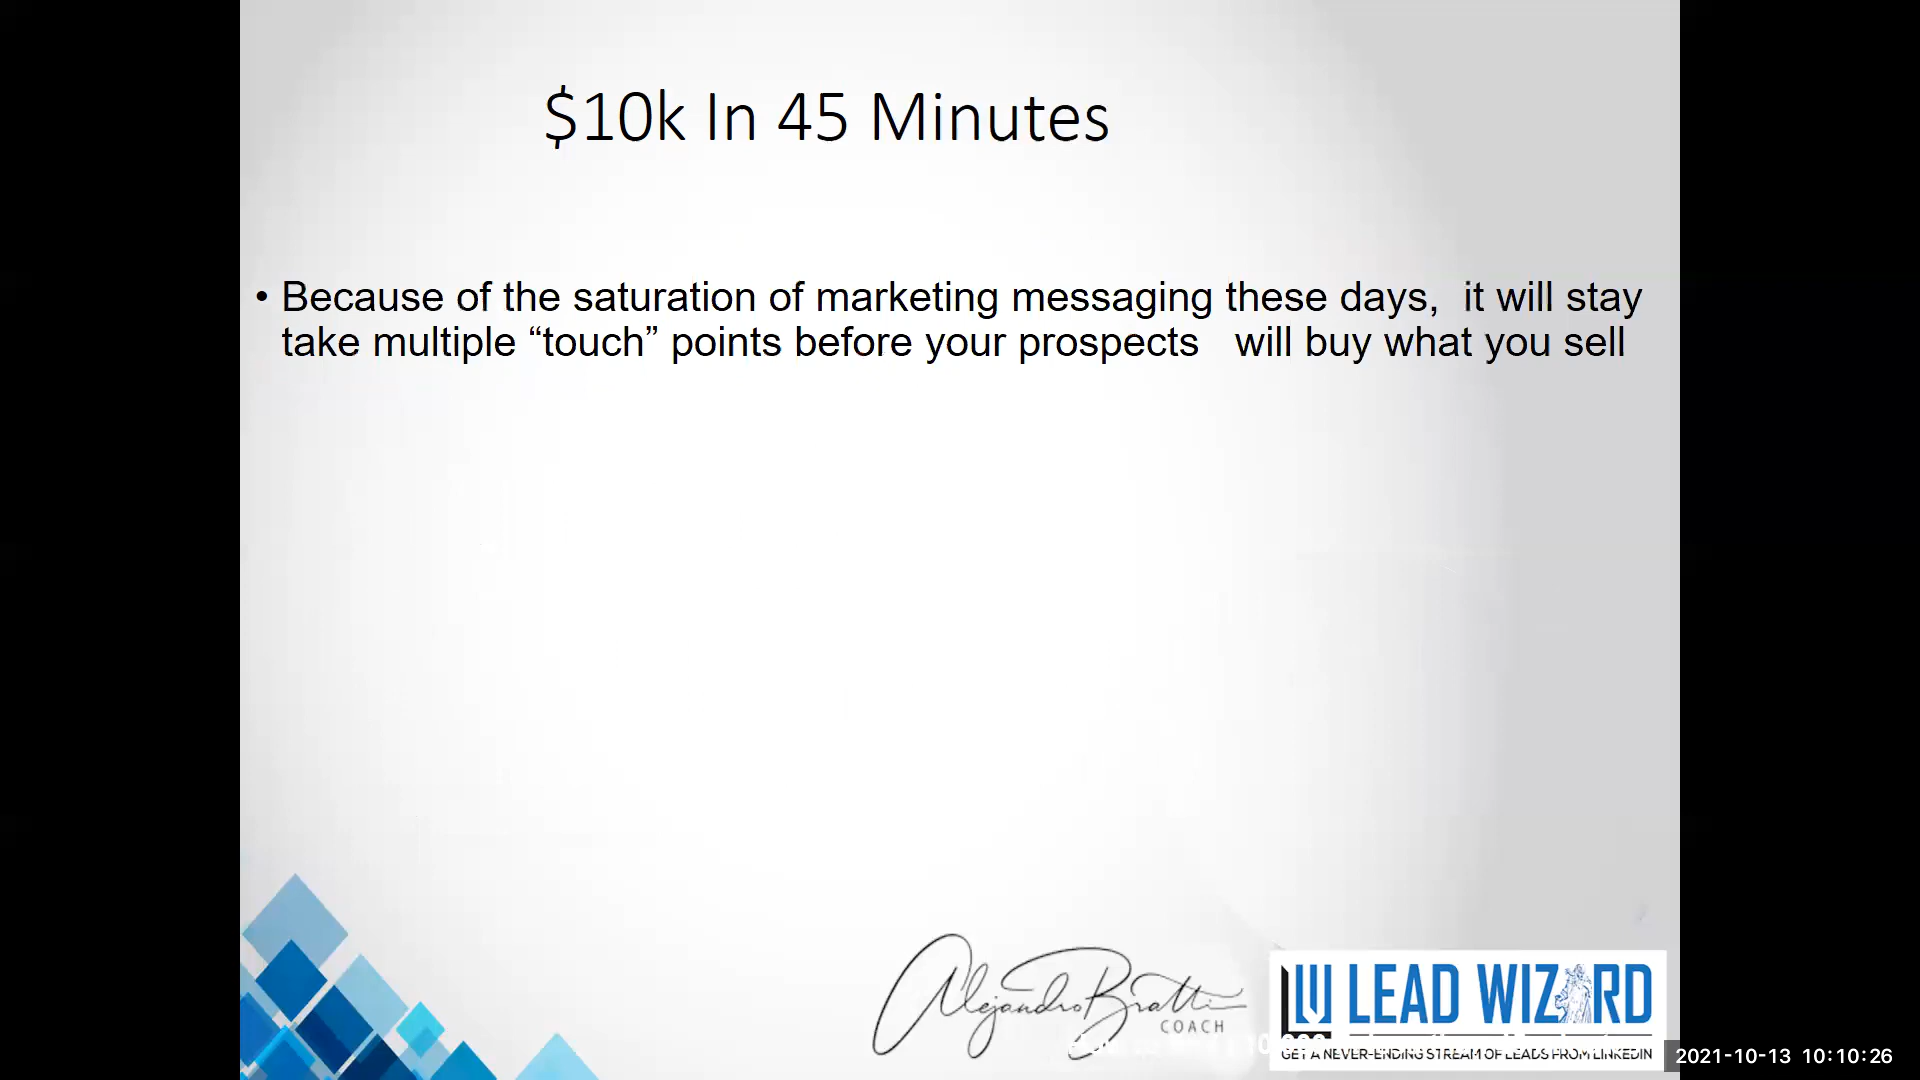 $10k In 45 Minutes
• Because of the saturation of marketing messaging these days,  it will stay
take multiple “touch” points before your prospects   will buy what you sell
Alejandro Bratti
COACH
LEAD WIZARD
GET A NEVER-ENDING STREAM OF LEADS FROM LINKEDIN
2021-10-13 10:10:26